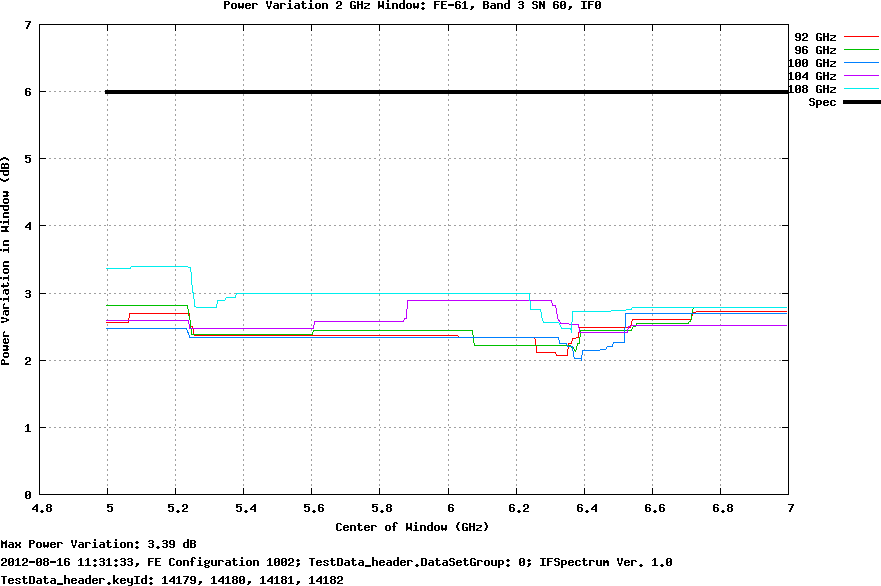 Power Variation 2 GHz Window: FE-61, Band 3 SN 60, IF0
7
6
5
4
3
2
1
0
Power Variation in Window (dB)
92 GHz
96 GHz
100 GHz
104 GHz
108 GHz
Spec
4.8 5 5.2 5.4 5.6 5.8 6 6.2 6.4 6.6 6.8 7
Center of Window (GHz)
Max Power Variation: 3.39 dB
2012-08-16 11:31:33, FE Configuration 1002; TestData_header.DataSetGroup: 0; IFSpectrum Ver. 1.0
TestData_header.keyId: 14179, 14180, 14181, 14182